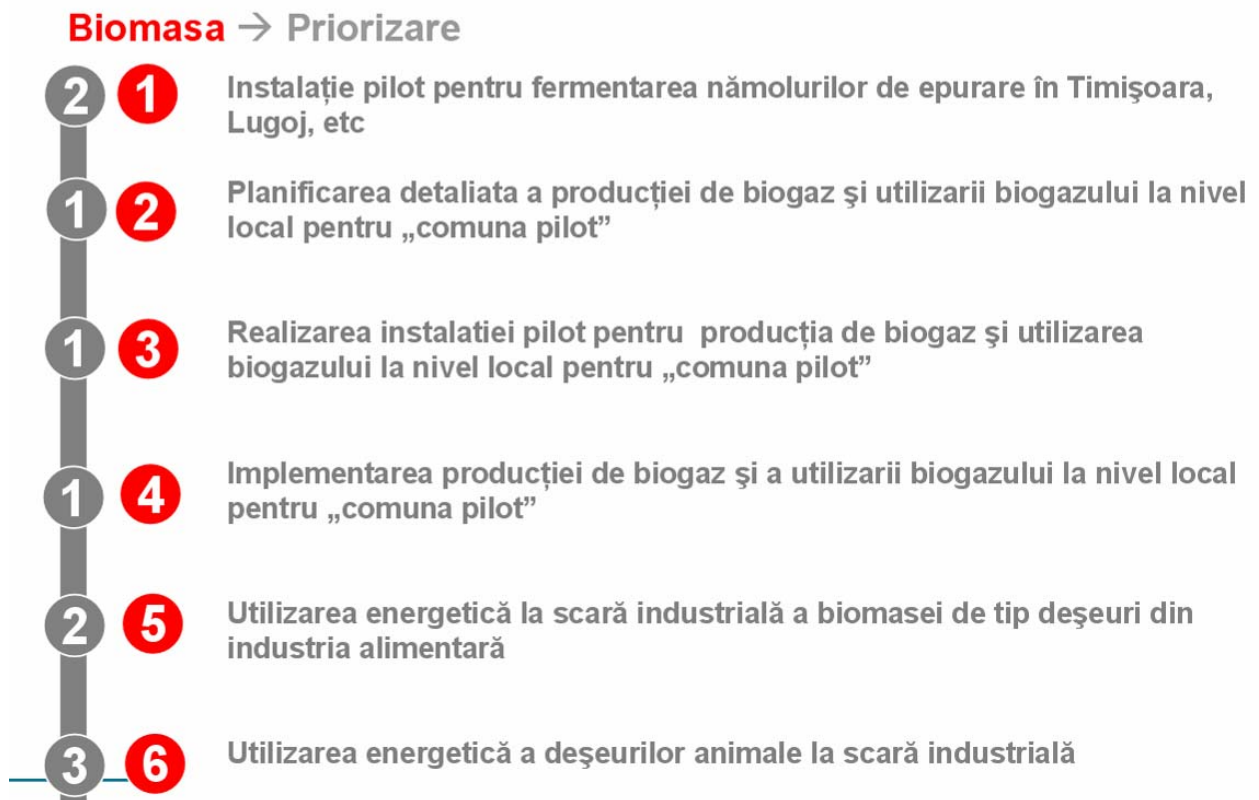 Biomasa → Priorizare
2 1 Instalație pilot pentru fermentarea nămolurilor de epurare în Timişoara,
Lugoj, etc
1 2 Planificarea detaliata a producției de biogaz şi utilizarii biogazului la nivel
local pentru „comuna pilot”
1 3 Realizarea instalatiei pilot pentru producția de biogaz şi utilizarea
biogazului la nivel local pentru „comuna pilot”
1 4 Implementarea producției de biogaz şi a utilizarii biogazului la nivel local
pentru „comuna pilot”
2 5 Utilizarea energetică la scară industrială a biomasei de tip deşeuri din
industria alimentară
3 6 Utilizarea energetică a deşeurilor animale la scară industrială